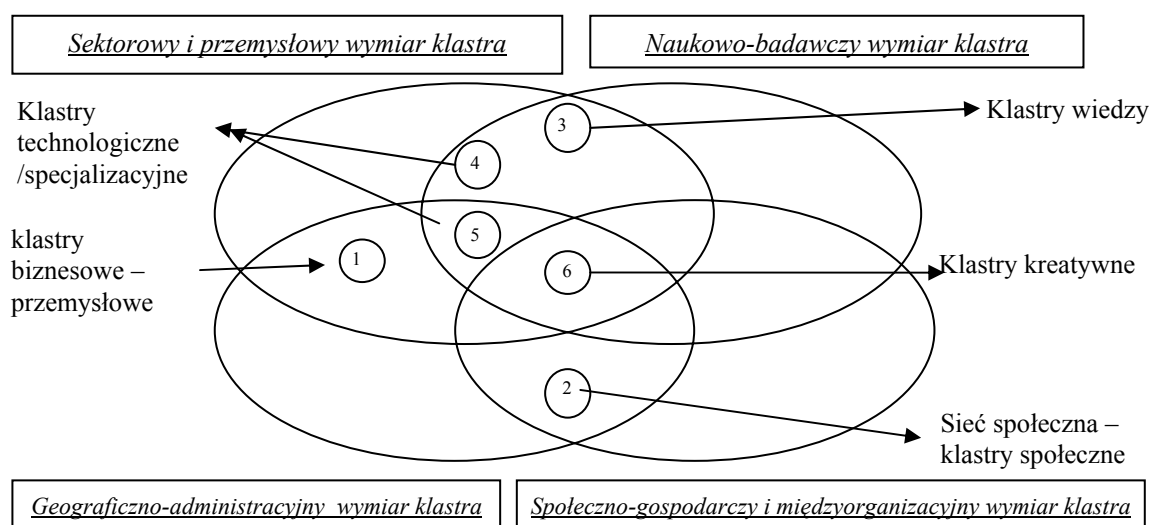 Sektorowy i przemysłowy wymiar klastra
Naukowo-badawczy wymiar klastra
Klastry
technologiczne
/specjalizacyjne
3
Klastry wiedzy
4
klastry
biznesowe –
przemysłowe
5
1
6
Klastry kreatywne
2
Sieć społeczna –
klastry społeczne
Geograficzno-administracyjny wymiar klastra
Społeczno-gospodarczy i międzyorganizacyjny wymiar klastra